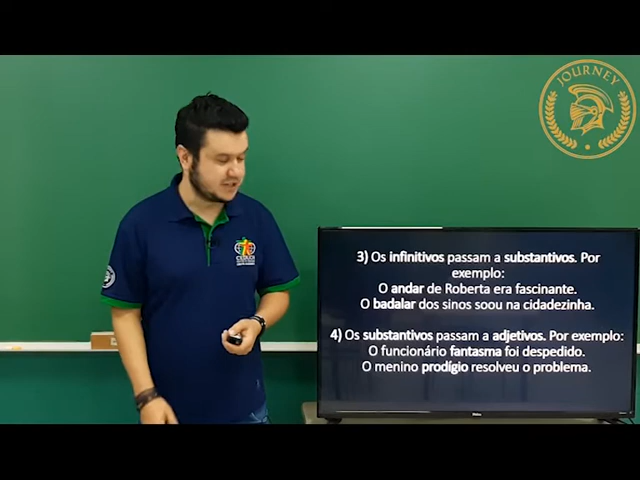 JOURNEY
3) Os infinitivos passam a substantivos. Por
exemplo:
O andar de Roberta era fascinante.
O badalar dos sinos soou na cidadezinha.
4) Os substantivos passam a adjetivos. Por exemplo:
O funcionário fantasma foi despedido.
O menino prodígio resolveu o problema.